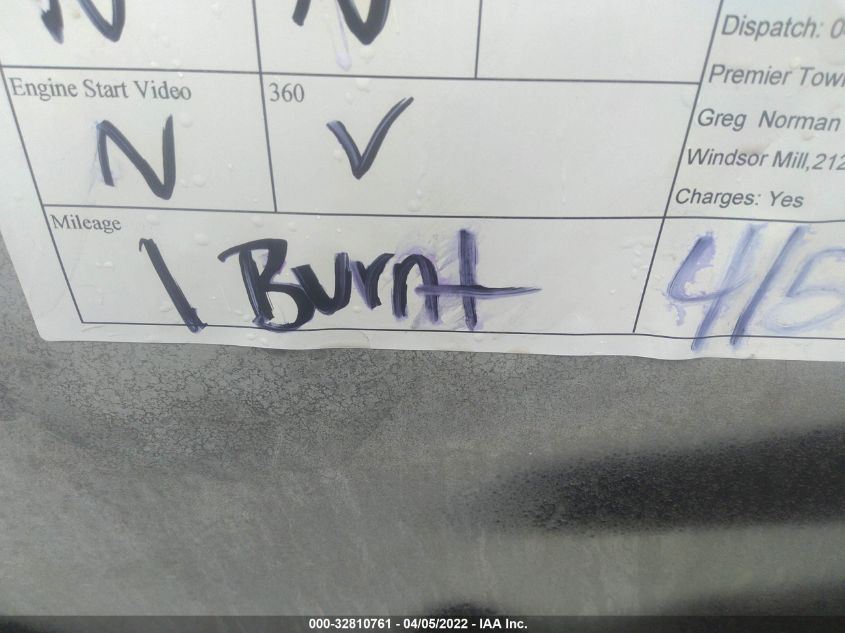 N N
Dispatch:
Engine Start Video 360
Premier
N
Greg Norman
Windsor Mill,212
Charges: Yes
Mileage
1 Burnt
4/5
000-32810761 - 04/05/2022 - IAA Inc.